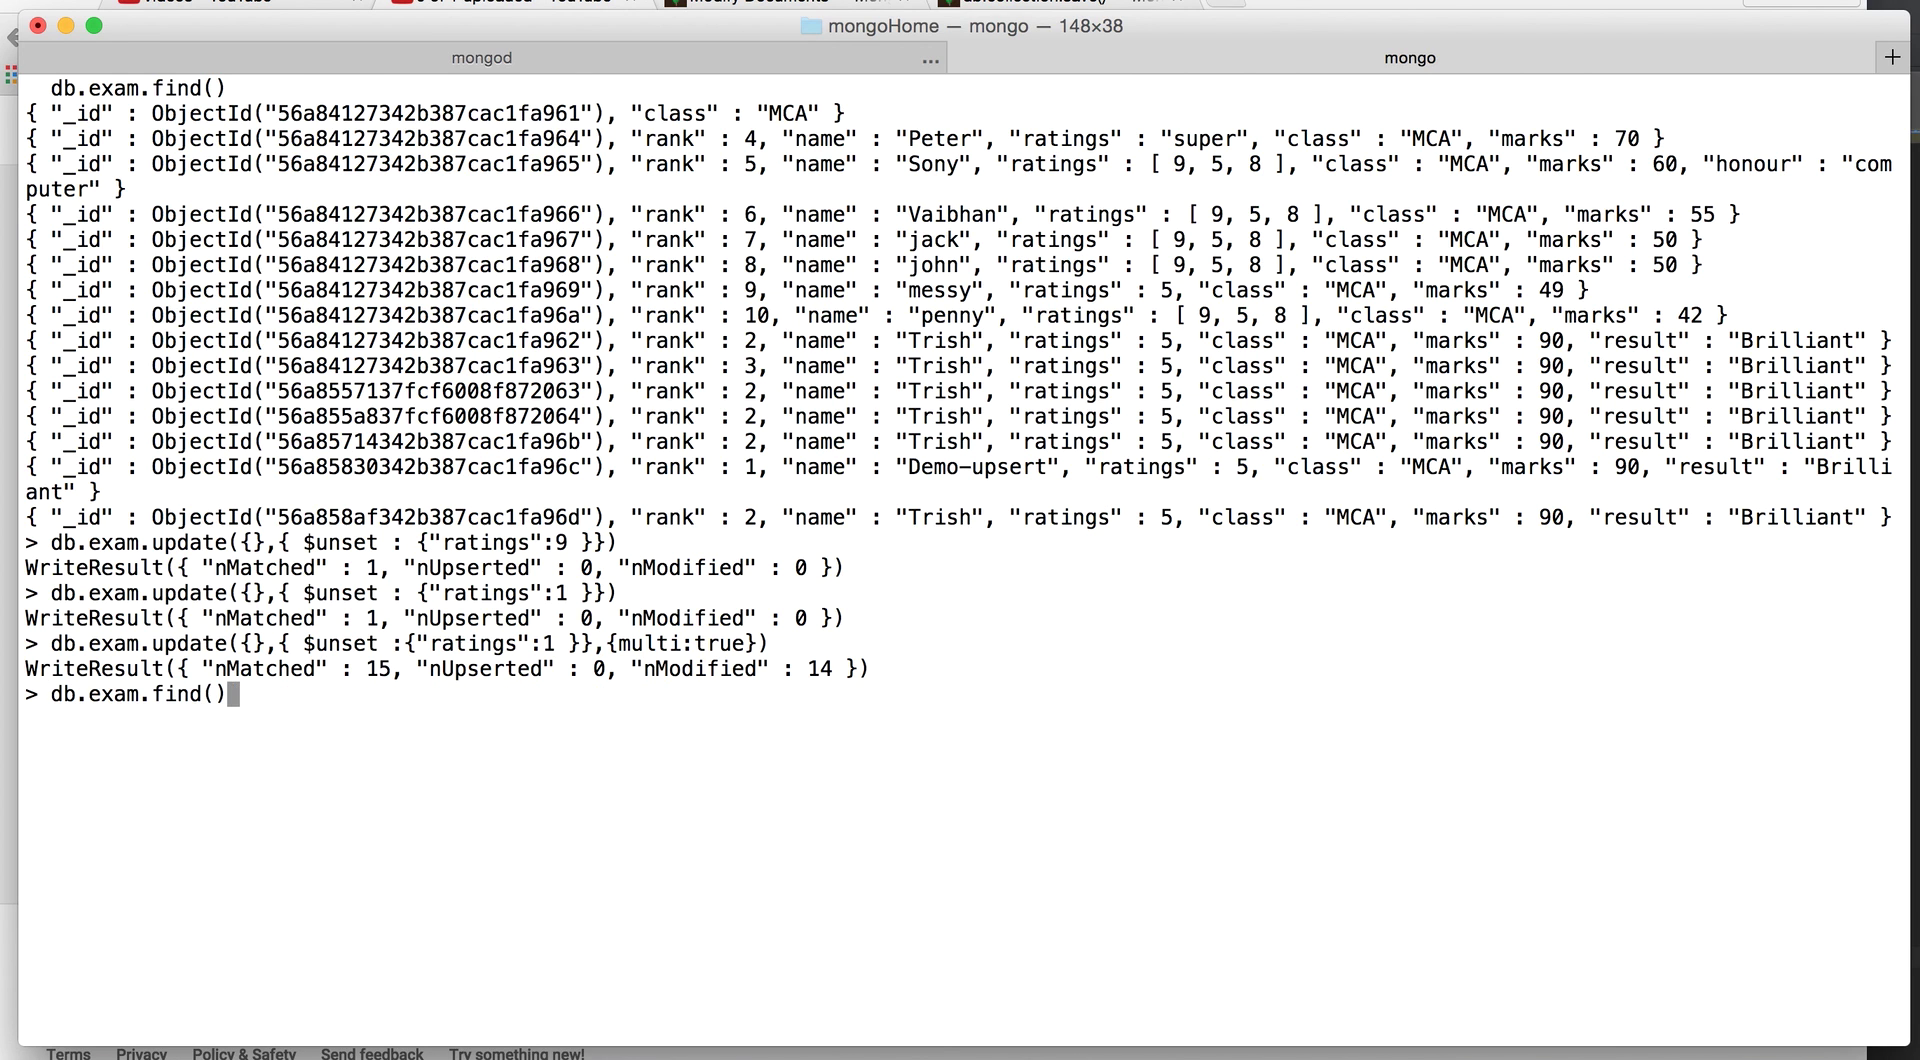 mongoHome — mongo — 148×38
mongod ...
mongo +
db.exam.find()
{ "_id" : ObjectId("56a84127342b387cac1fa961"), "class" : "MCA" }
{ "_id" : ObjectId("56a84127342b387cac1fa964"), "rank" : 4, "name" : "Peter", "ratings" : "super", "class" : "MCA", "marks" : 70 }
{ "_id" : ObjectId("56a84127342b387cac1fa965"), "rank" : 5, "name" : "Sony", "ratings" : [ 9, 5, 8 ], "class" : "MCA", "marks" : 60, "honour" : "com
puter" }
{ "_id" : ObjectId("56a84127342b387cac1fa966"), "rank" : 6, "name" : "Vaibhan", "ratings" : [ 9, 5, 8 ], "class" : "MCA", "marks" : 55 }
{ "_id" : ObjectId("56a84127342b387cac1fa967"), "rank" : 7, "name" : "jack", "ratings" : [ 9, 5, 8 ], "class" : "MCA", "marks" : 50 }
{ "_id" : ObjectId("56a84127342b387cac1fa968"), "rank" : 8, "name" : "john", "ratings" : [ 9, 5, 8 ], "class" : "MCA", "marks" : 50 }
{ "_id" : ObjectId("56a84127342b387cac1fa969"), "rank" : 9, "name" : "messy", "ratings" : 5, "class" : "MCA", "marks" : 49 }
{ "_id" : ObjectId("56a84127342b387cac1fa96a"), "rank" : 10, "name" : "penny", "ratings" : [ 9, 5, 8 ], "class" : "MCA", "marks" : 42 }
{ "_id" : ObjectId("56a84127342b387cac1fa962"), "rank" : 2, "name" : "Trish", "ratings" : 5, "class" : "MCA", "marks" : 90, "result" : "Brilliant" }
{ "_id" : ObjectId("56a84127342b387cac1fa963"), "rank" : 3, "name" : "Trish", "ratings" : 5, "class" : "MCA", "marks" : 90, "result" : "Brilliant" }
{ "_id" : ObjectId("56a8557137fcf6008f872063"), "rank" : 2, "name" : "Trish", "ratings" : 5, "class" : "MCA", "marks" : 90, "result" : "Brilliant" }
{ "_id" : ObjectId("56a855a837fcf6008f872064"), "rank" : 2, "name" : "Trish", "ratings" : 5, "class" : "MCA", "marks" : 90, "result" : "Brilliant" }
{ "_id" : ObjectId("56a85714342b387cac1fa96b"), "rank" : 2, "name" : "Trish", "ratings" : 5, "class" : "MCA", "marks" : 90, "result" : "Brilliant" }
{ "_id" : ObjectId("56a85830342b387cac1fa96c"), "rank" : 1, "name" : "Demo-upsert", "ratings" : 5, "class" : "MCA", "marks" : 90, "result" : "Brilli
ant" }
{ "_id" : ObjectId("56a858af342b387cac1fa96d"), "rank" : 2, "name" : "Trish", "ratings" : 5, "class" : "MCA", "marks" : 90, "result" : "Brilliant" }
> db.exam.update({},{ $unset : {"ratings":9 }})
WriteResult({ "nMatched" : 1, "nUpserted" : 0, "nModified" : 0 })
> db.exam.update({},{ $unset : {"ratings":1 }})
WriteResult({ "nMatched" : 1, "nUpserted" : 0, "nModified" : 0 })
> db.exam.update({},{ $unset :{"ratings":1 }},{multi:true})
WriteResult({ "nMatched" : 15, "nUpserted" : 0, "nModified" : 14 })
> db.exam.find()
Terms Privacy Policy & Safety Send feedback Try something new!